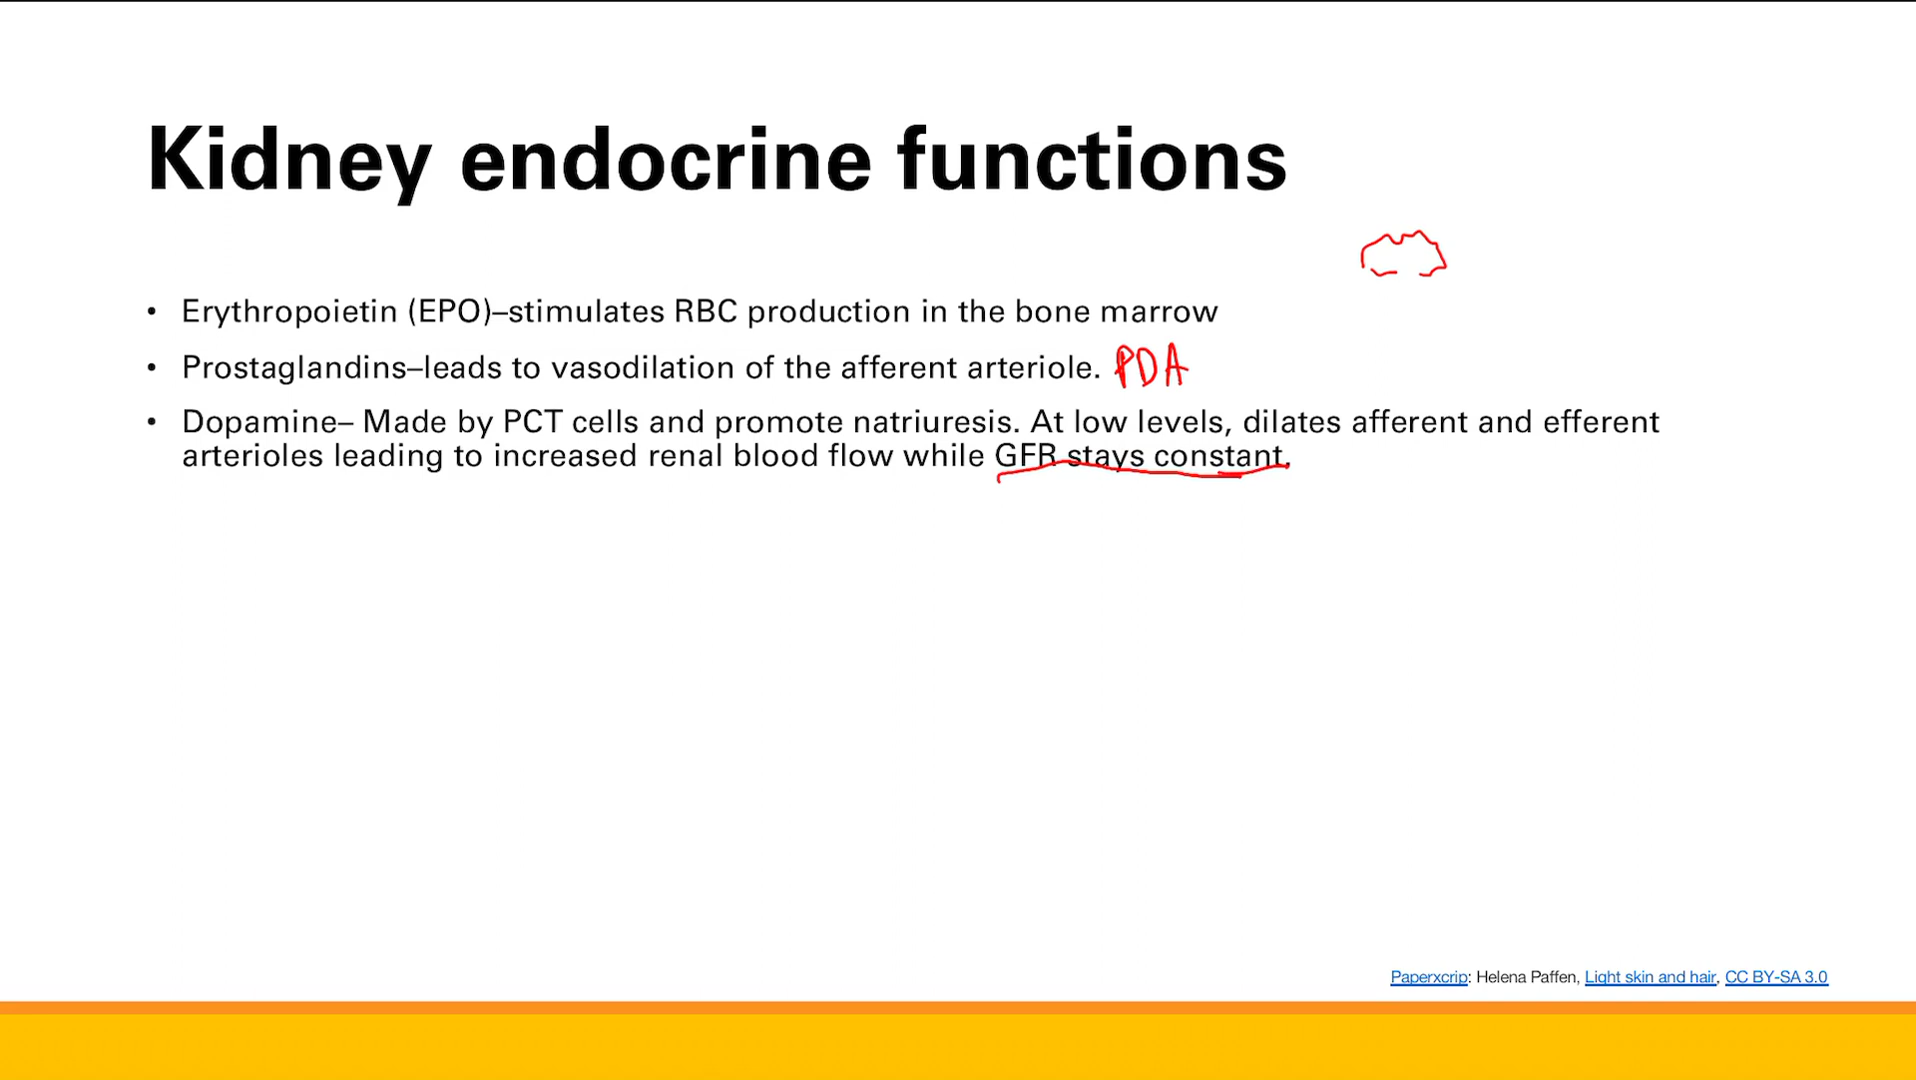 Kidney endocrine functions
• Erythropoietin (EPO)–stimulates RBC production in the bone marrow
• Prostaglandins–leads to vasodilation of the afferent arteriole. PDA
• Dopamine– Made by PCT cells and promote natriuresis. At low levels, dilates afferent and efferent
arterioles leading to increased renal blood flow while GFR stays constant.
Paperxcrip: Helena Paffen, Light skin and hair, CC BY-SA 3.0